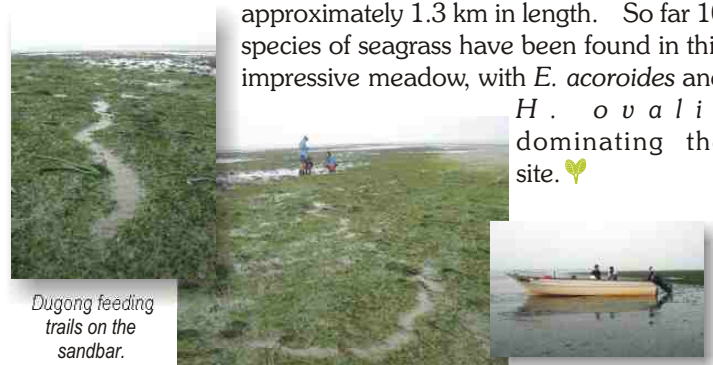 approximately 1.3 km in length. So far 10
species of seagrass have been found in thi
impressive meadow, with E. acoroides and
H. ovali
dominating the
site.
Dugong feeding
trails on the
sandbar.